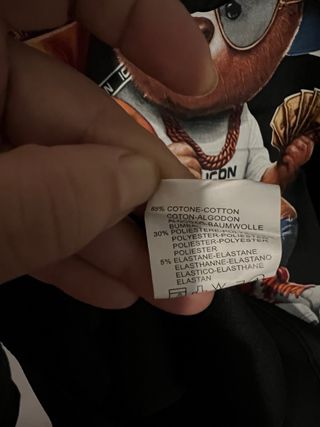 ICON
ICON
65% COTONE-COTTON
COTON-ALGODON
BAUMWOLLE
30% POLIESTERE-
POLYESTER-POLIESTER
POLIESTER-POLYESTER
POLIESTER
5% ELASTANE-ELASTANE
ELASTHANNE-ELASTANO
ELASTICO-ELASTHANE
ELASTAN